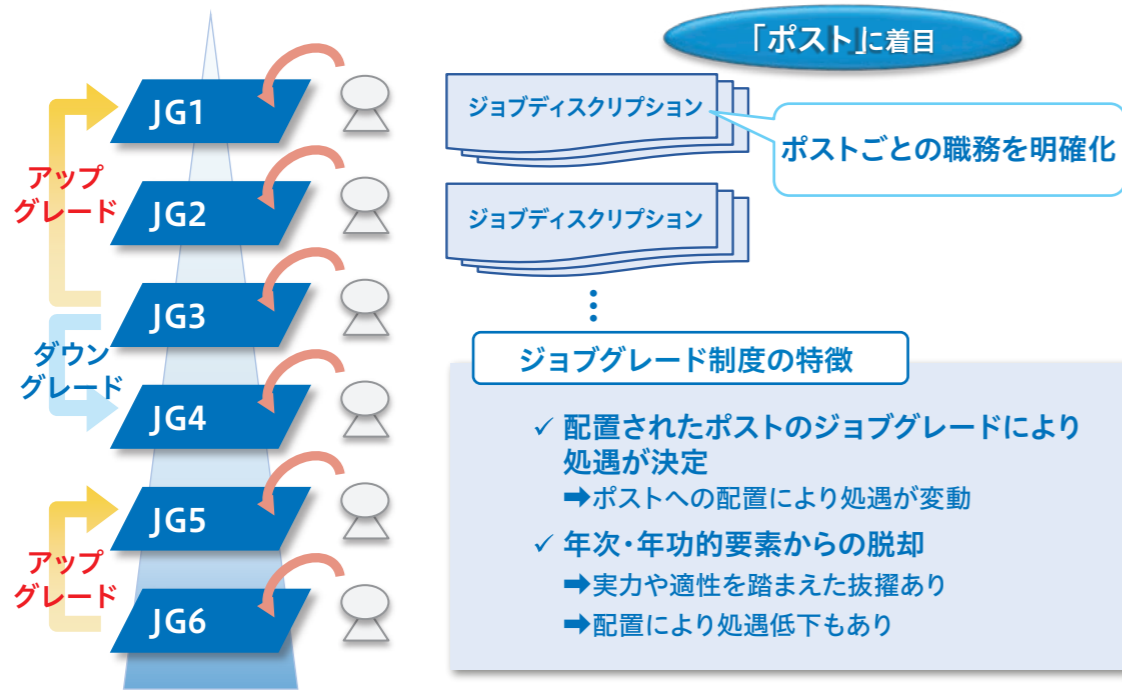 「ポスト」に着目
JG1
JG2
JG3
JG4
JG5
JG6
アップ
グレード
ダウン
グレード
アップ
グレード
ジョブディスクリプション
ポストごとの職務を明確化
ジョブディスクリプション
⋮
ジョブグレード制度の特徴
✓ 配置されたポストのジョブグレードにより
処遇が決定
➡ポストへの配置により処遇が変動
✓ 年次・年功的要素からの脱却
➡実力や適性を踏まえた抜擢あり
➡配置により処遇低下もあり